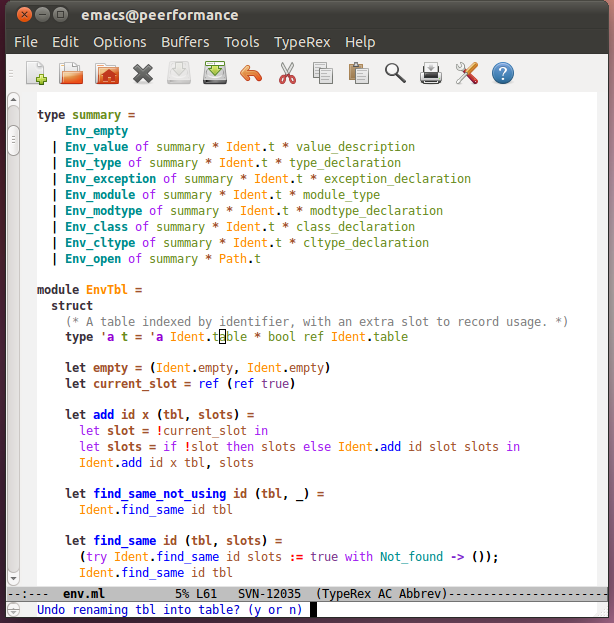 emacs@peerformance
File Edit Options Buffers Tools TypeRex Help
type summary =
    Env_empty
  | Env_value of summary * Ident.t * value_description
  | Env_type of summary * Ident.t * type_declaration
  | Env_exception of summary * Ident.t * exception_declaration
  | Env_module of summary * Ident.t * module_type
  | Env_modtype of summary * Ident.t * modtype_declaration
  | Env_class of summary * Ident.t * class_declaration
  | Env_cltype of summary * Ident.t * cltype_declaration
  | Env_open of summary * Path.t
module EnvTbl =
  struct
    (* A table indexed by identifier, with an extra slot to record usage. *)
    type 'a t = 'a Ident.table * bool ref Ident.table
    let empty = (Ident.empty, Ident.empty)
    let current_slot = ref (ref true)
    let add id x (tbl, slots) =
      let slot = !current_slot in
      let slots = if !slot then slots else Ident.add id slot slots in
      Ident.add id x tbl, slots
    let find_same_not_using id (tbl, _) =
      Ident.find_same id tbl
    let find_same id (tbl, slots) =
      (try Ident.find_same id slots := true with Not_found -> ());
      Ident.find_same id tbl
--:--- env.ml 5% L61 SVN-12035 (TypeRex AC Abbrev)----------------------
Undo renaming tbl into table? (y or n)